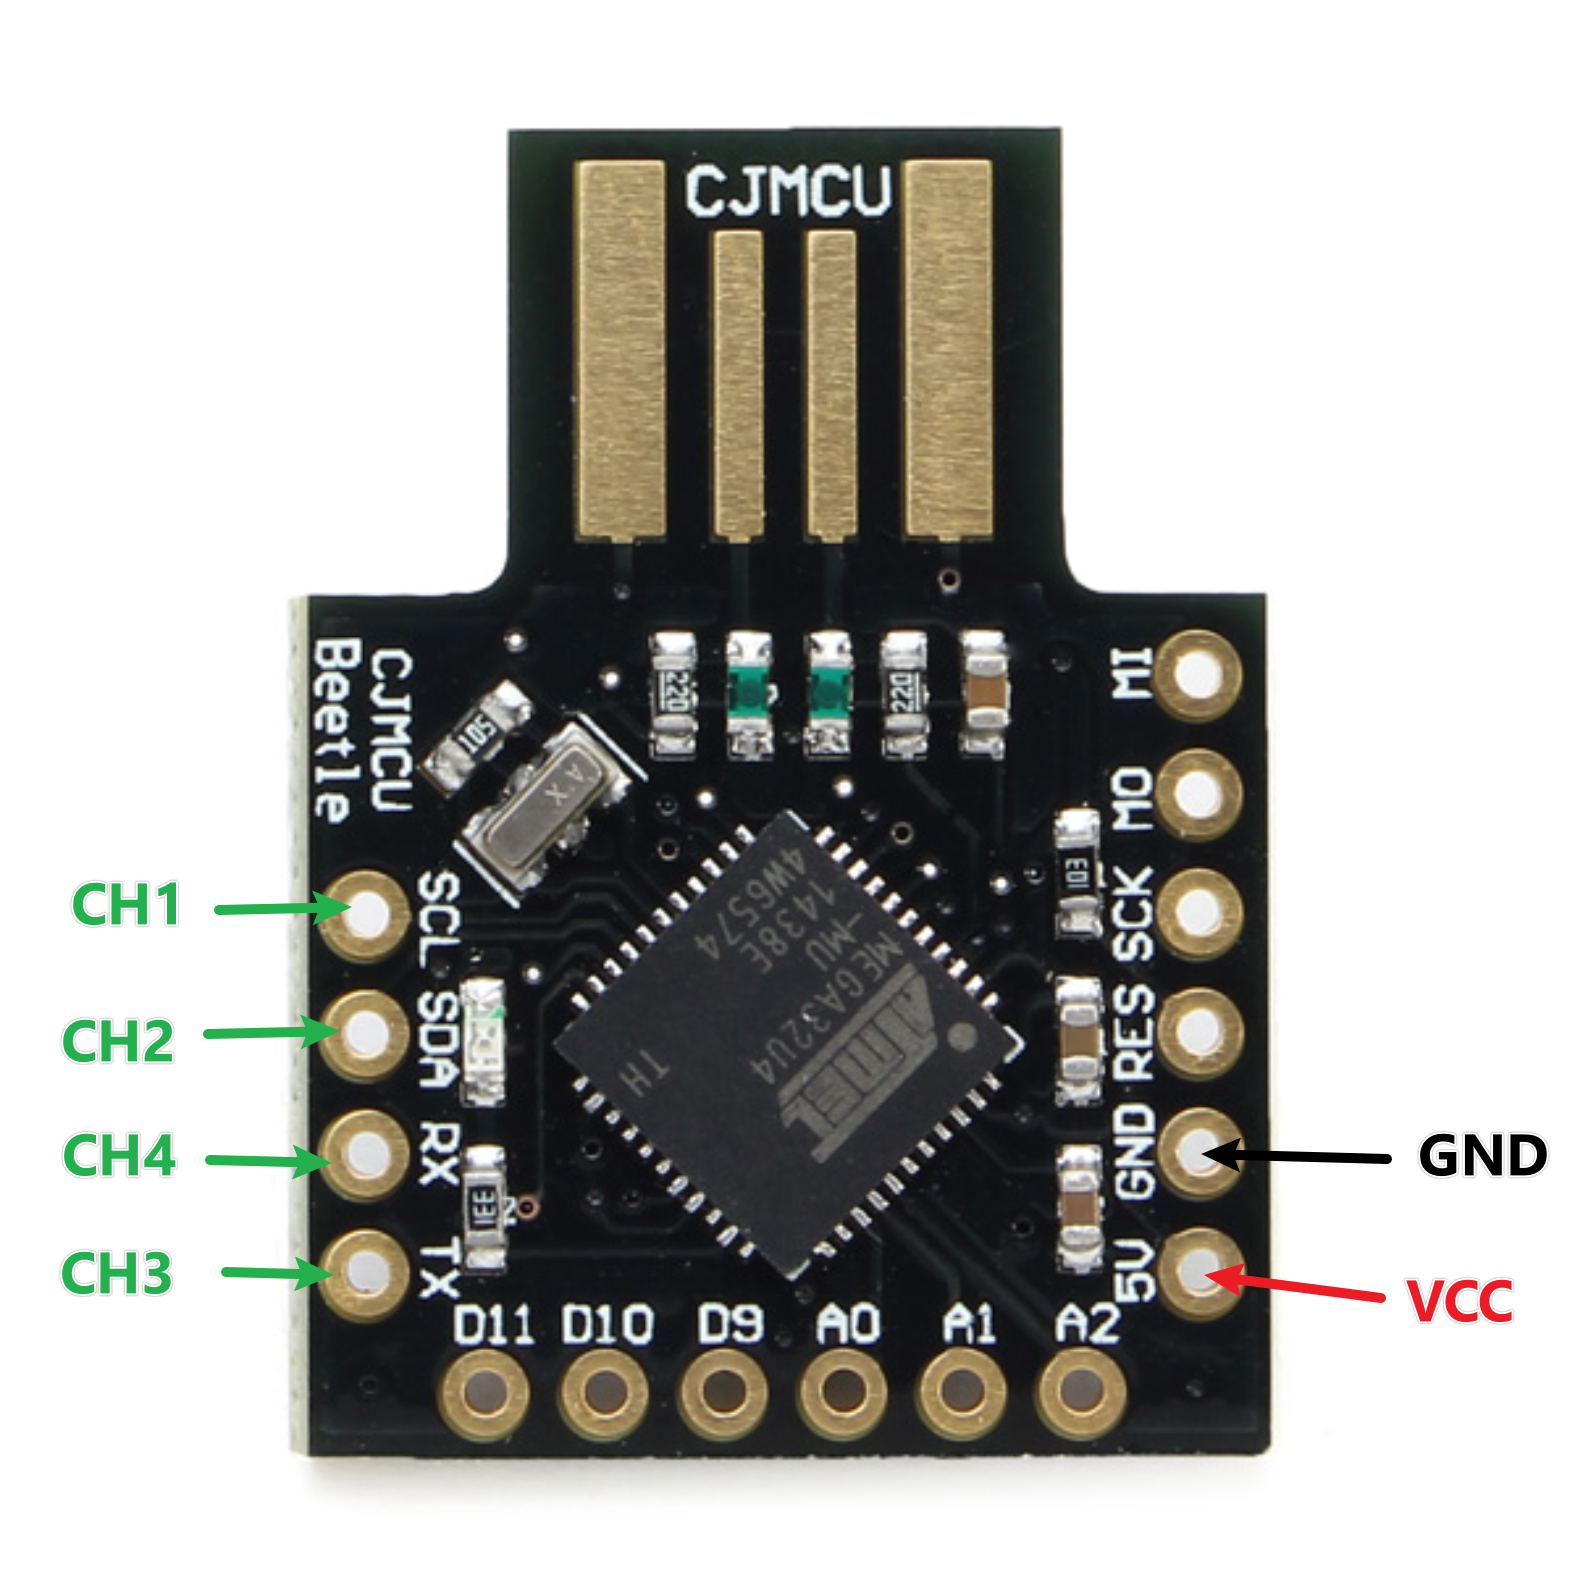 CJMCU
CJMCU
Beetle
220
220
105
A X
MI
MO
SCK
RES
GND
5V
SCL
SDA
RX
TX
D11
D10
D9
A0
A1
A2
ATMEL
MEGA32U4
-MU
1438E
4W6574
TH
CH1
CH2
CH4
CH3
GND
VCC